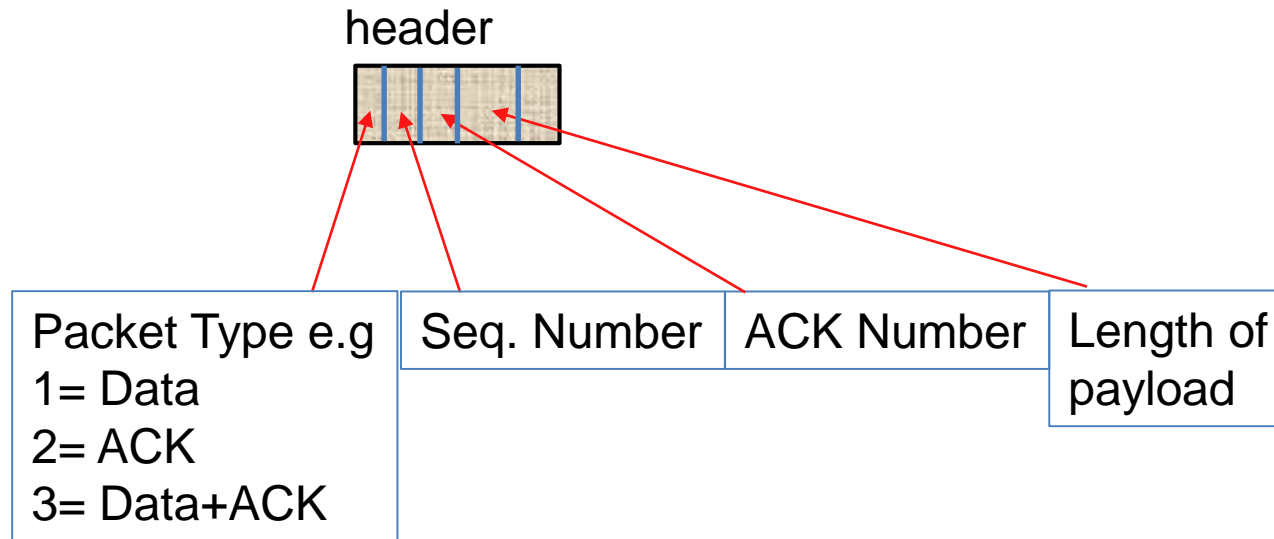 header
Packet Type e.g
1= Data
2= ACK
3= Data+ACK
Seq. Number
ACK Number
Length of
payload